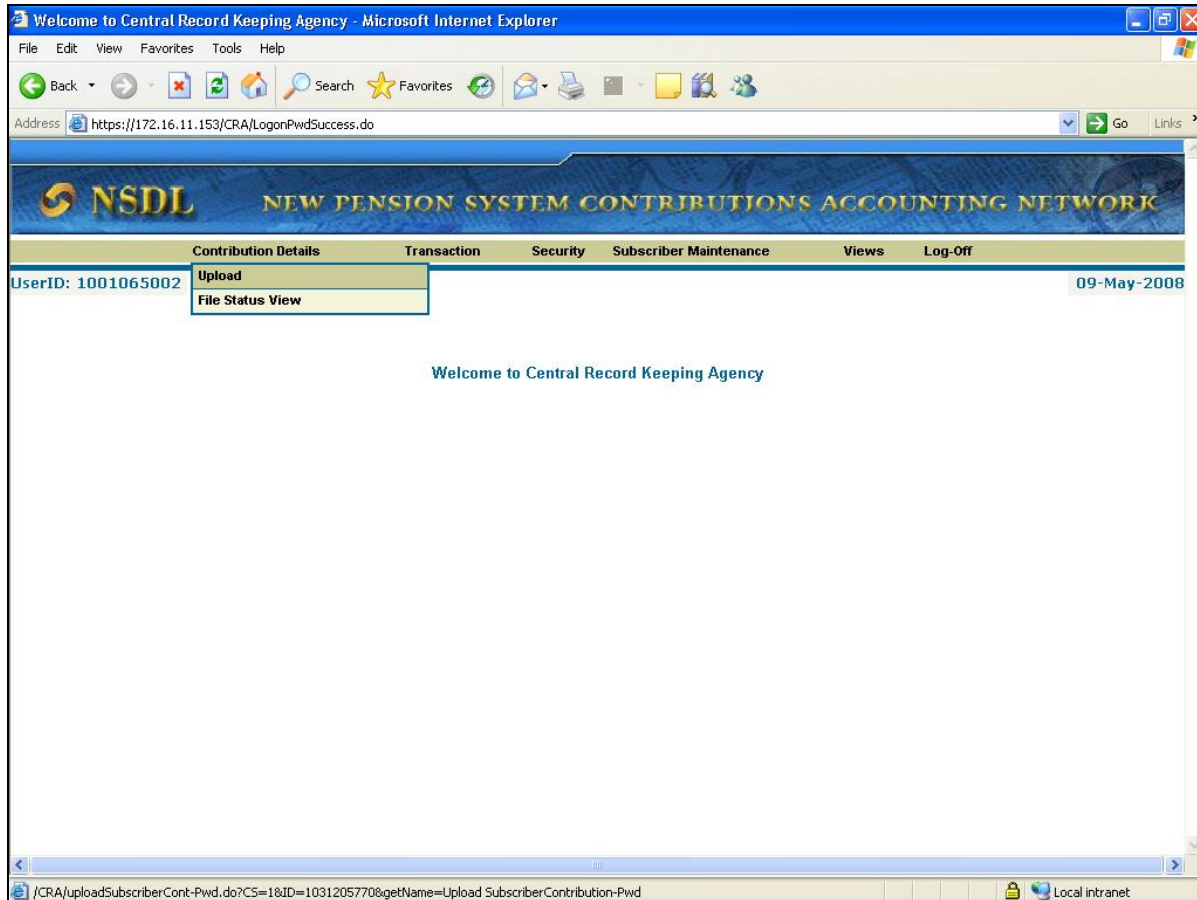 Welcome to Central Record Keeping Agency - Microsoft Internet Explorer
File Edit View Favorites Tools Help
Back Search Favorites
Address https://172.16.11.153/CRA/LogonPwdSuccess.do Go Links
NSDL NEW PENSION SYSTEM CONTRIBUTIONS ACCOUNTING NETWORK
Contribution Details Transaction Security Subscriber Maintenance Views Log-Off
UserID: 1001065002 Upload 09-May-2008
File Status View
Welcome to Central Record Keeping Agency
/CRA/uploadSubscriberCont-Pwd.do?CS=1&ID=1031205770&getName=Upload SubscriberContribution-Pwd Local intranet